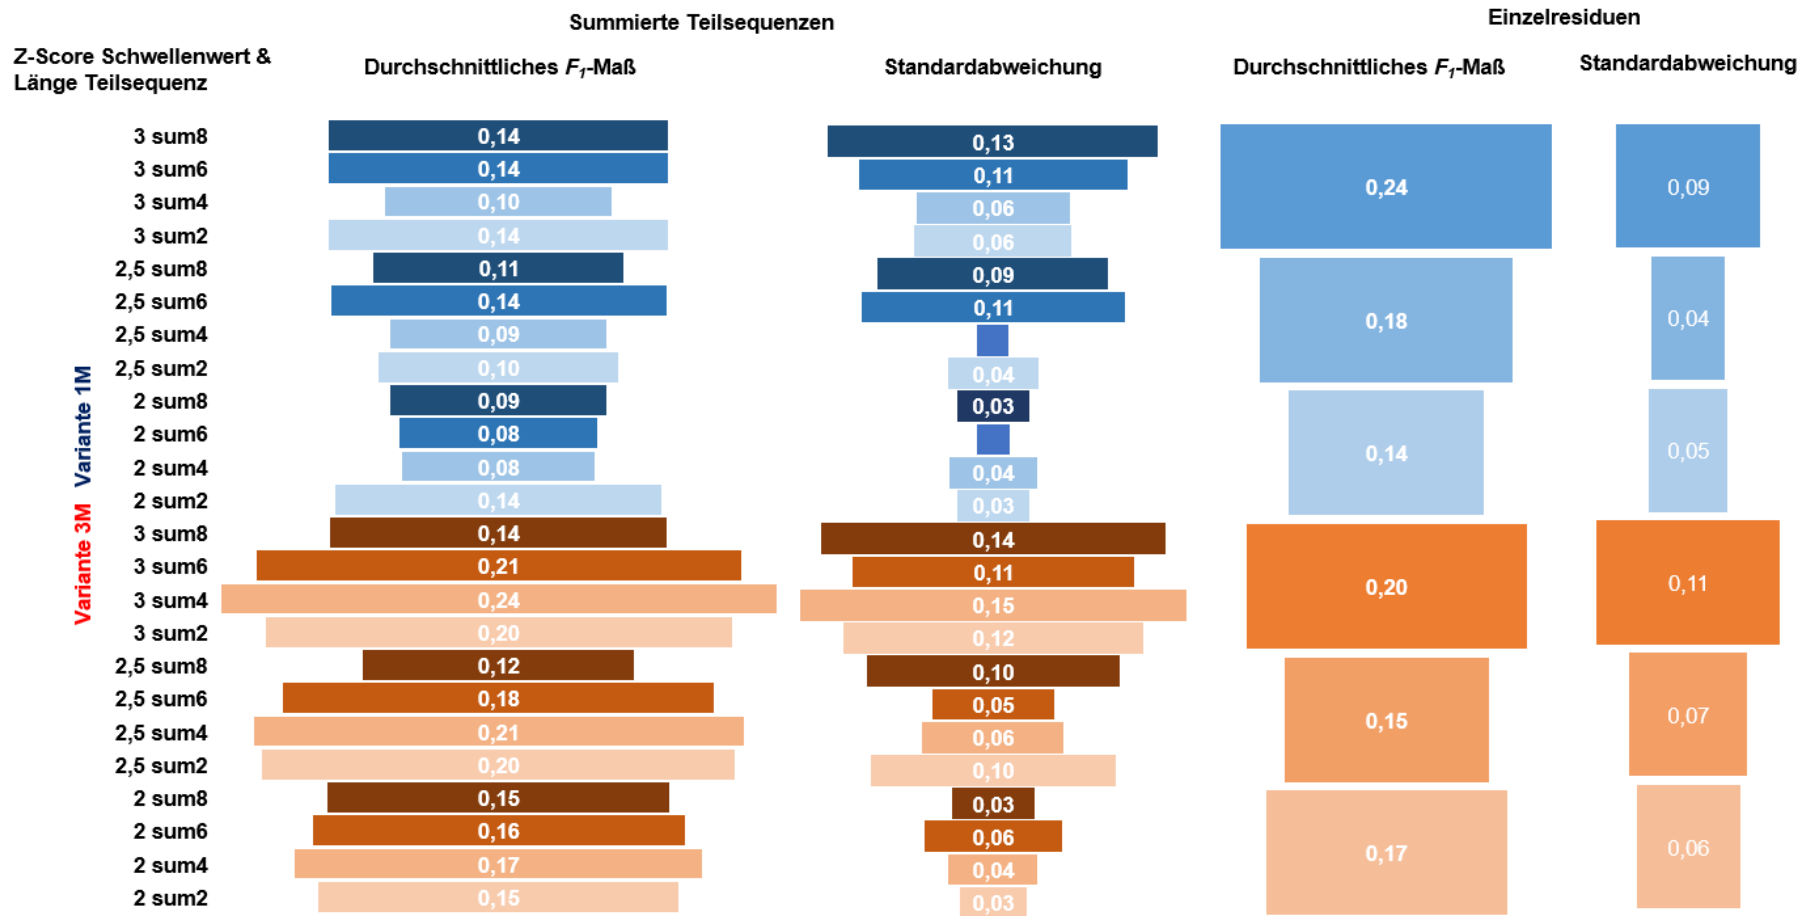 Summierte Teilsequenzen
Einzelresiduen
Z-Score Schwellenwert &
Länge Teilsequenz
Durchschnittliches F1-Maß
Standardabweichung
Durchschnittliches F1-Maß
Standardabweichung
Variante 1M
3 sum8 0,14 0,13
3 sum6 0,14 0,11
3 sum4 0,10 0,06
3 sum2 0,14 0,06
0,24 0,09
2,5 sum8 0,11 0,09
2,5 sum6 0,14 0,11
2,5 sum4 0,09
2,5 sum2 0,10 0,04
0,18 0,04
2 sum8 0,09 0,03
2 sum6 0,08
2 sum4 0,08 0,04
2 sum2 0,14 0,03
0,14 0,05
Variante 3M
3 sum8 0,14 0,14
3 sum6 0,21 0,11
3 sum4 0,24 0,15
3 sum2 0,20 0,12
0,20 0,11
2,5 sum8 0,12 0,10
2,5 sum6 0,18 0,05
2,5 sum4 0,21 0,06
2,5 sum2 0,20 0,10
0,15 0,07
2 sum8 0,15 0,03
2 sum6 0,16 0,06
2 sum4 0,17 0,04
2 sum2 0,15 0,03
0,17 0,06